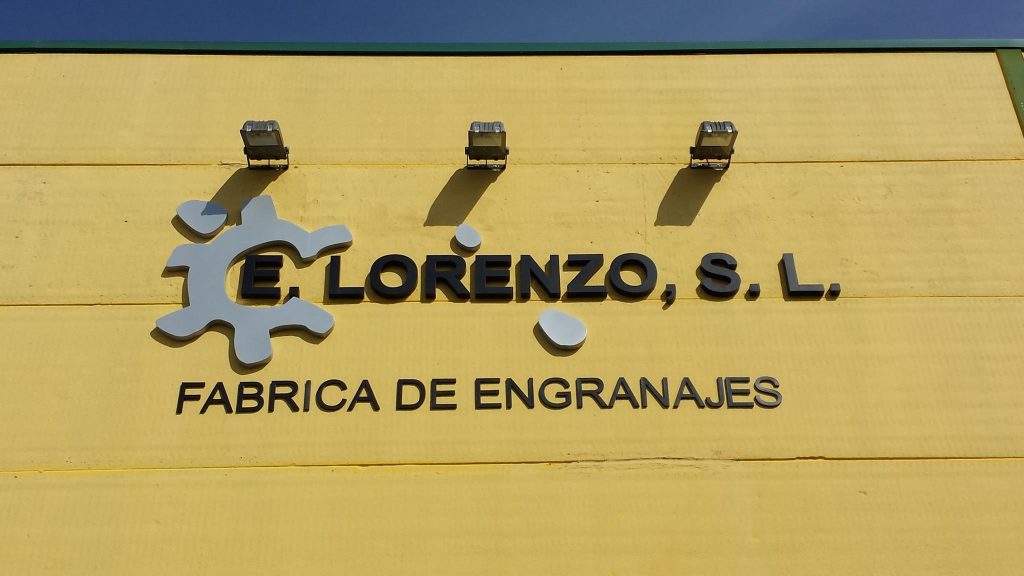 E. LORENZO, S. L.
FABRICA DE ENGRANAJES